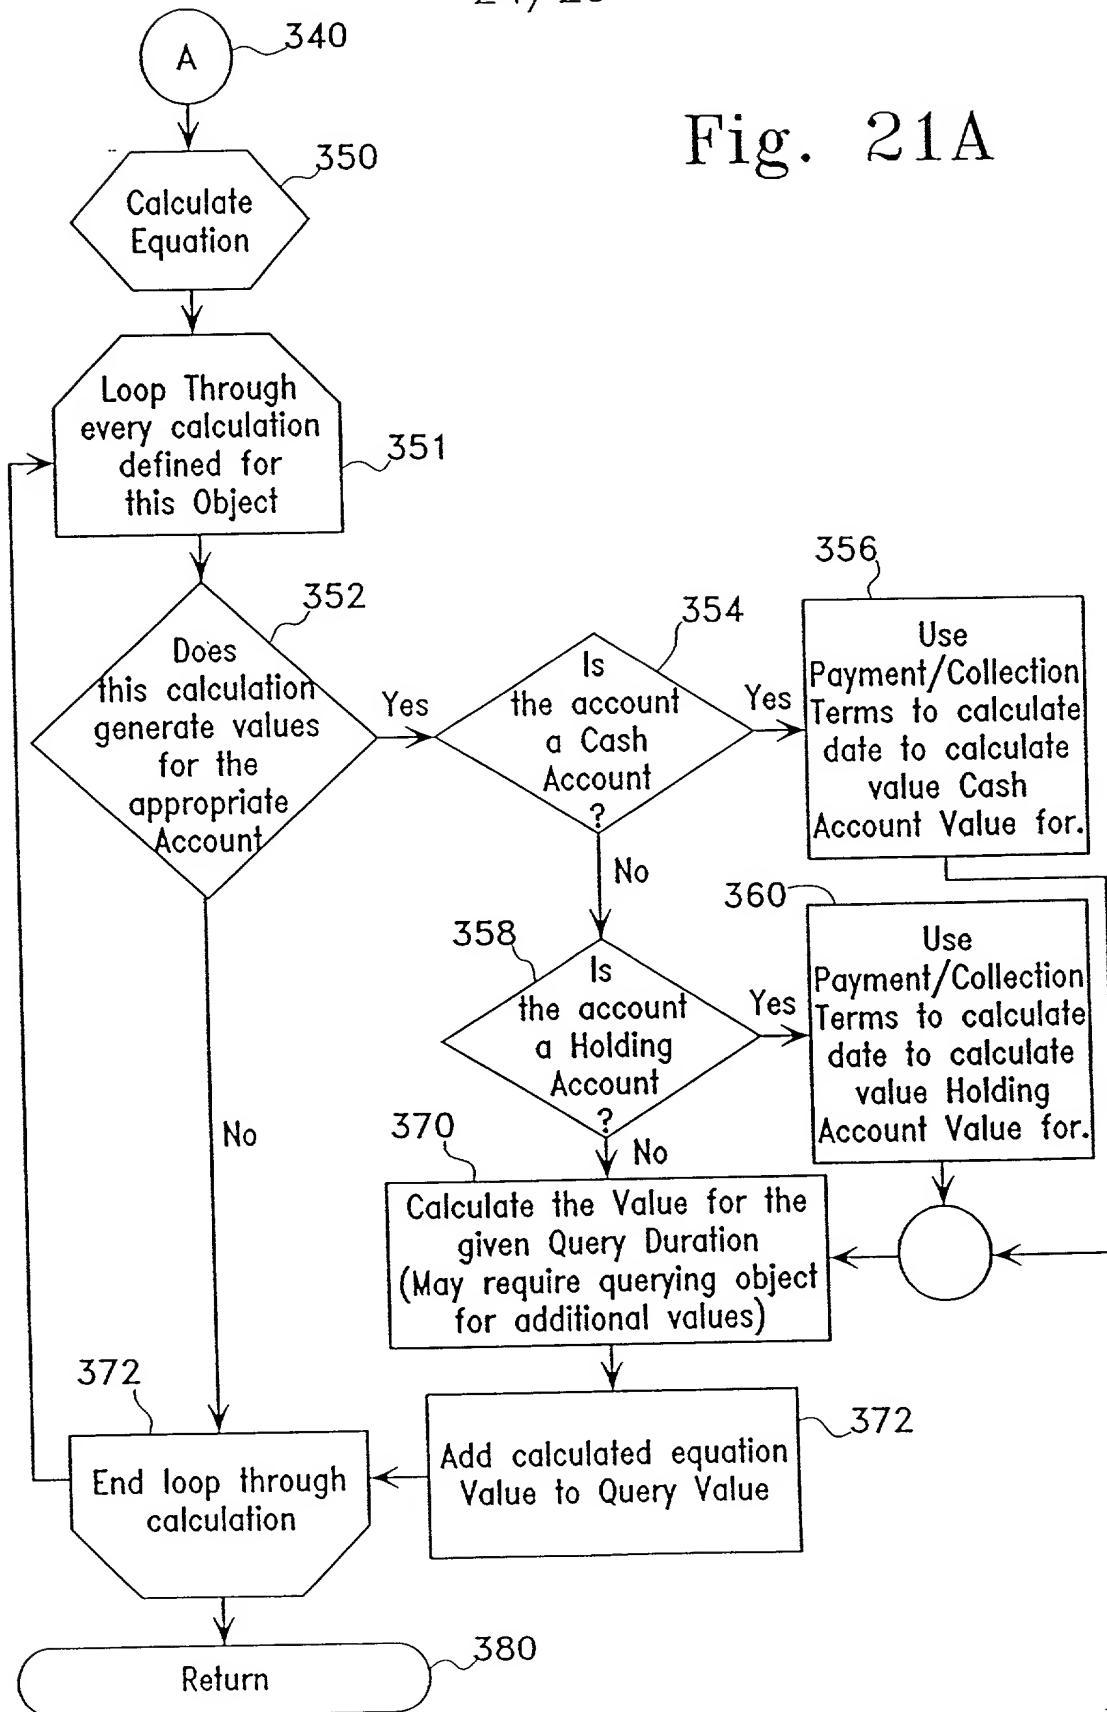 340
A
Fig. 21A
350
Calculate
Equation
Loop Through
every calculation
defined for
this Object
351
352
Does
this calculation
generate values
for the
appropriate
Account
Yes
No
354
Is
the account
a Cash
Account
?
Yes
No
356
Use
Payment/Collection
Terms to calculate
date to calculate
value Cash
Account Value for.
358
Is
the account
a Holding
Account
?
Yes
No
360
Use
Payment/Collection
Terms to calculate
date to calculate
value Holding
Account Value for.
370
Calculate the Value for the
given Query Duration
(May require querying object
for additional values)
372
Add calculated equation
Value to Query Value
372
End loop through
calculation
Return
380